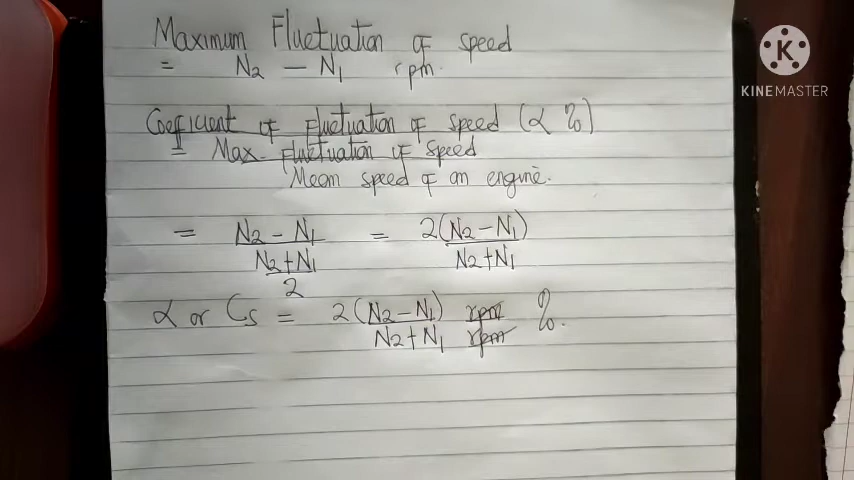 Maximum Fluctuation of speed
= N2 - N1 rpm.
K
KINEMASTER
Coefficient of Fluctuation of speed (α %)
= Max. Fluctuation of speed
Mean speed of an engine.
= N2 - N1 = 2(N2-N1)
N2+N1 N2+N1
2
α or Cs = 2(N2-N1) rpm %.
N2+N1 rpm